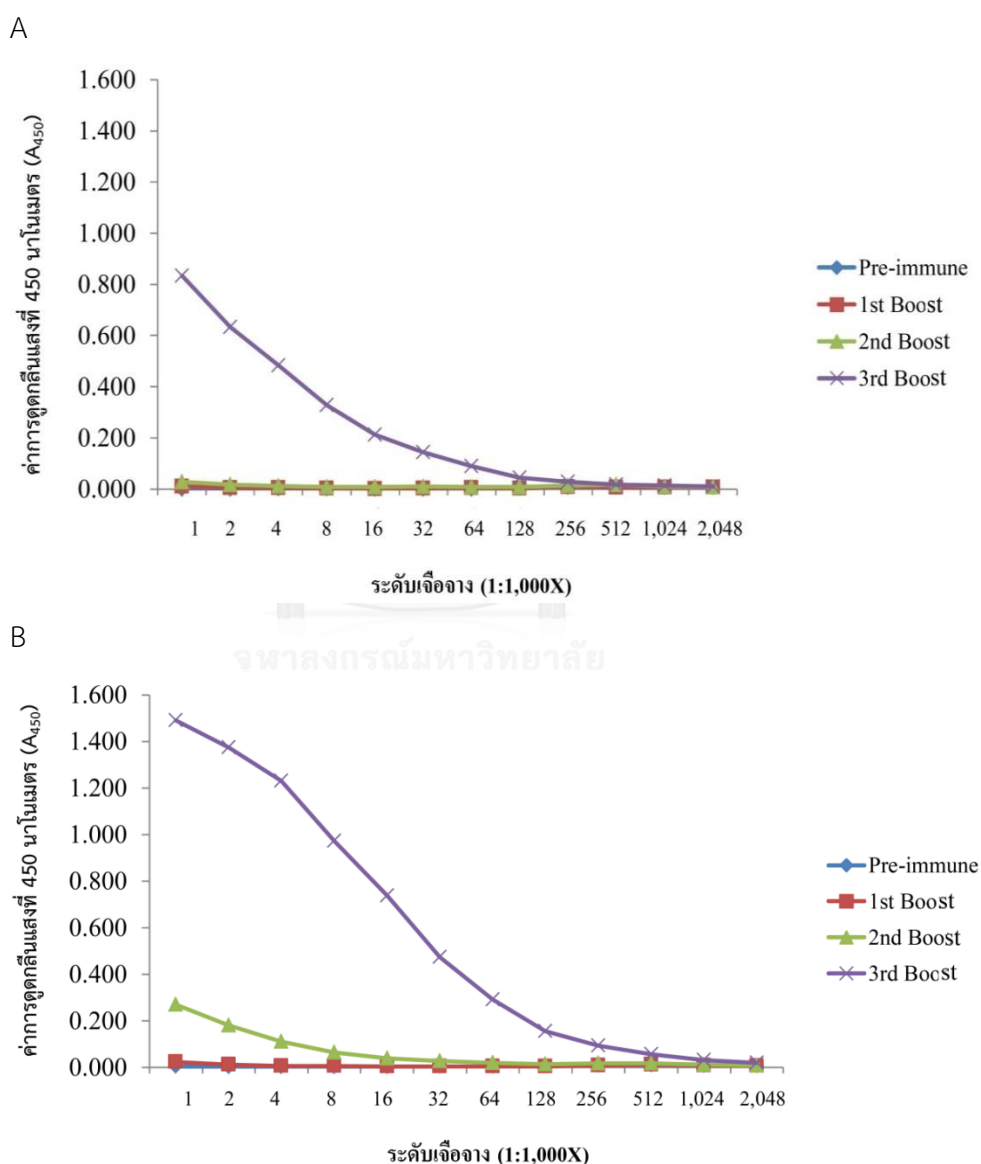 A
ค่าการดูดกลืนแสงที่ 450 นาโนเมตร (A450)
1.600
1.400
1.200
1.000
0.800
0.600
0.400
0.200
0.000
1 2 4 8 16 32 64 128 256 512 1,024 2,048
ระดับเจือจาง (1:1,000X)
Pre-immune
1st Boost
2nd Boost
3rd Boost
จุฬาลงกรณ์มหาวิทยาลัย
B
ค่าการดูดกลืนแสงที่ 450 นาโนเมตร (A450)
1.600
1.400
1.200
1.000
0.800
0.600
0.400
0.200
0.000
1 2 4 8 16 32 64 128 256 512 1,024 2,048
ระดับเจือจาง (1:1,000X)
Pre-immune
1st Boost
2nd Boost
3rd Boost